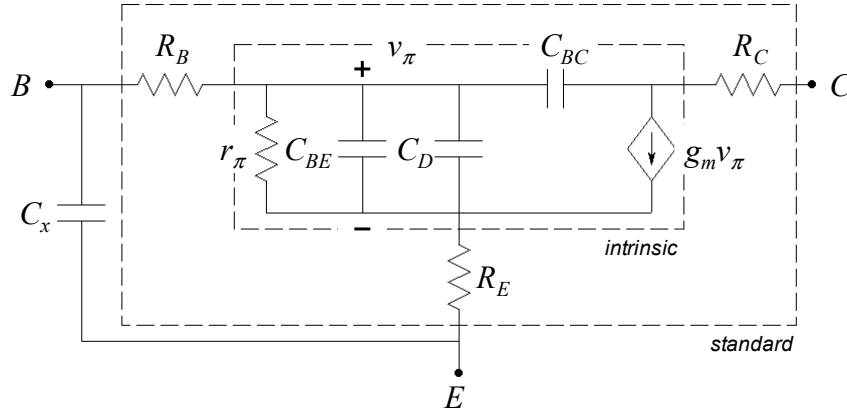 R_B
v_π
C_BC
R_C
B
+
C
r_π
C_BE
C_D
g_m v_π
C_x
−
intrinsic
R_E
standard
E